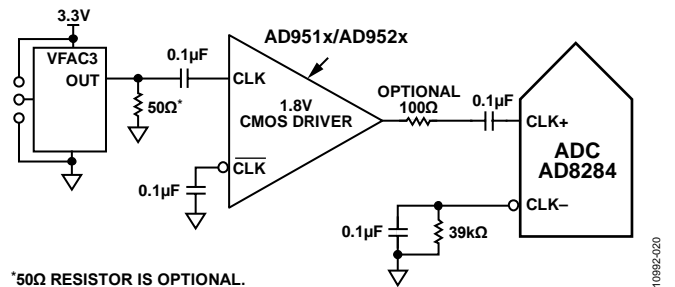 3.3V
VFAC3
OUT
0.1µF
50Ω*
AD951x/AD952x
CLK
1.8V
CMOS DRIVER
CLK
0.1µF
OPTIONAL
100Ω
0.1µF
CLK+
ADC
AD8284
CLK–
0.1µF
39kΩ
*50Ω RESISTOR IS OPTIONAL.
10992-020